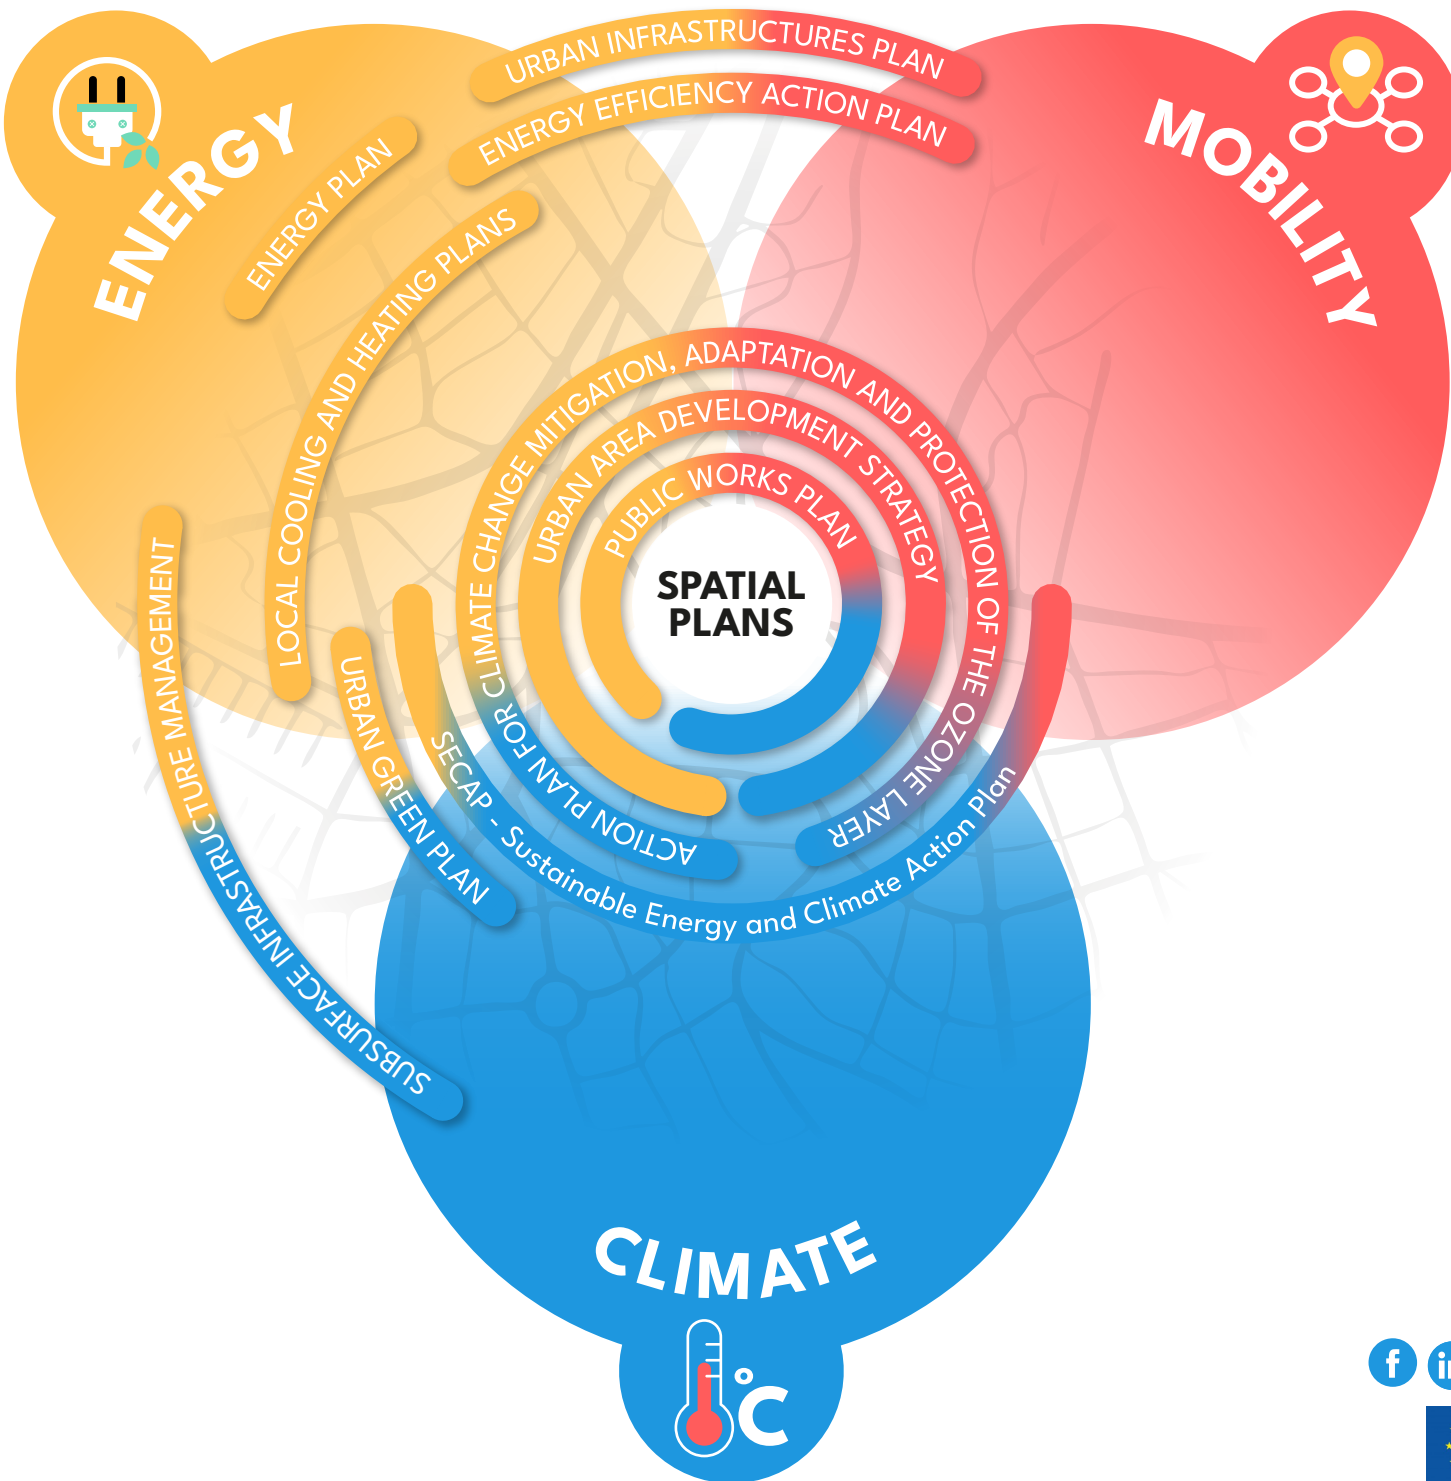 URBAN INFRASTRUCTURES PLAN
ENERGY EFFICIENCY ACTION PLAN
ENERGY
MOBILITY
ENERGY PLAN
LOCAL COOLING AND HEATING PLANS
ACTION PLAN FOR CLIMATE CHANGE MITIGATION, ADAPTATION AND PROTECTION OF THE OZONE LAYER
URBAN AREA DEVELOPMENT STRATEGY
PUBLIC WORKS PLAN
SPATIAL
PLANS
SUBSURFACE INFRASTRUCTURE MANAGEMENT
URBAN GREEN PLAN
SECAP - Sustainable Energy and Climate Action Plan
CLIMATE
°C
f
in